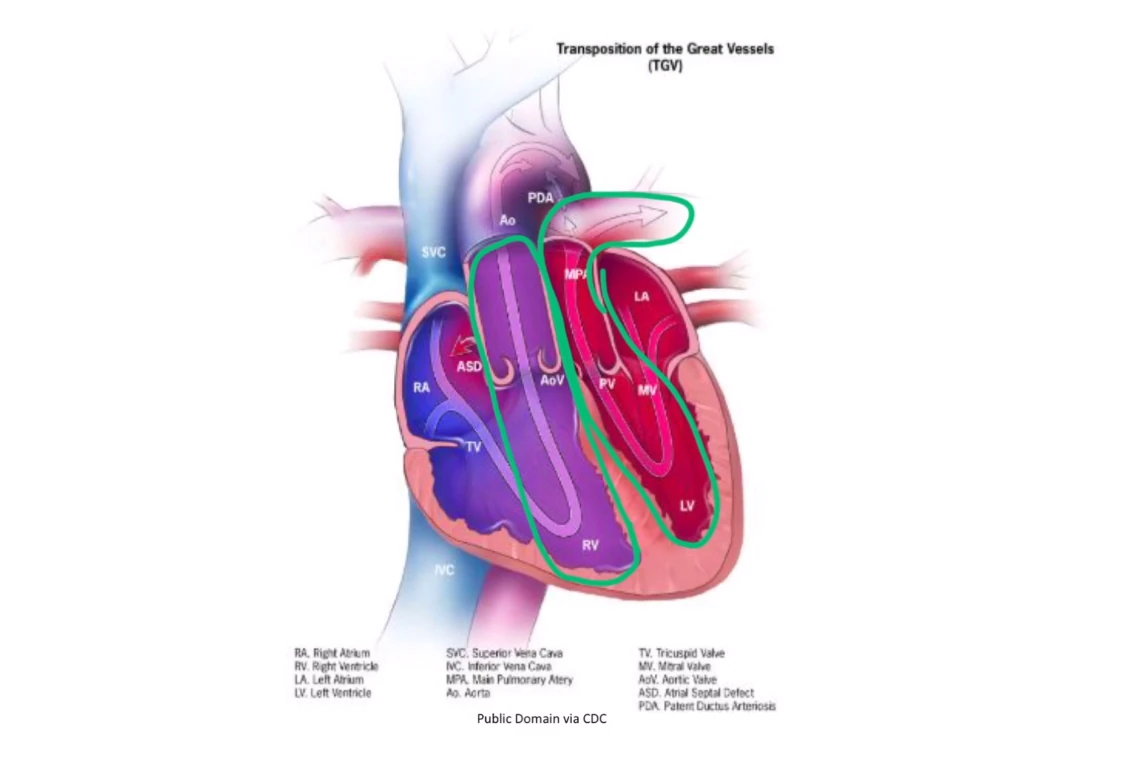 Transposition of the Great Vessels
(TGV)
PDA
Ao
SVC
MPA
LA
ASD
AoV
RA
PV
MV
TV
LV
RV
IVC
RA. Right Atrium
RV. Right Ventricle
LA. Left Atrium
LV. Left Ventricle
SVC. Superior Vena Cava
IVC. Inferior Vena Cava
MPA. Main Pulmonary Atery
Ao. Aorta
TV. Tricuspid Valve
MV. Mitral Valve
AoV. Aortic Valve
ASD. Atrial Septal Defect
PDA. Patent Ductus Arteriosis
Public Domain via CDC